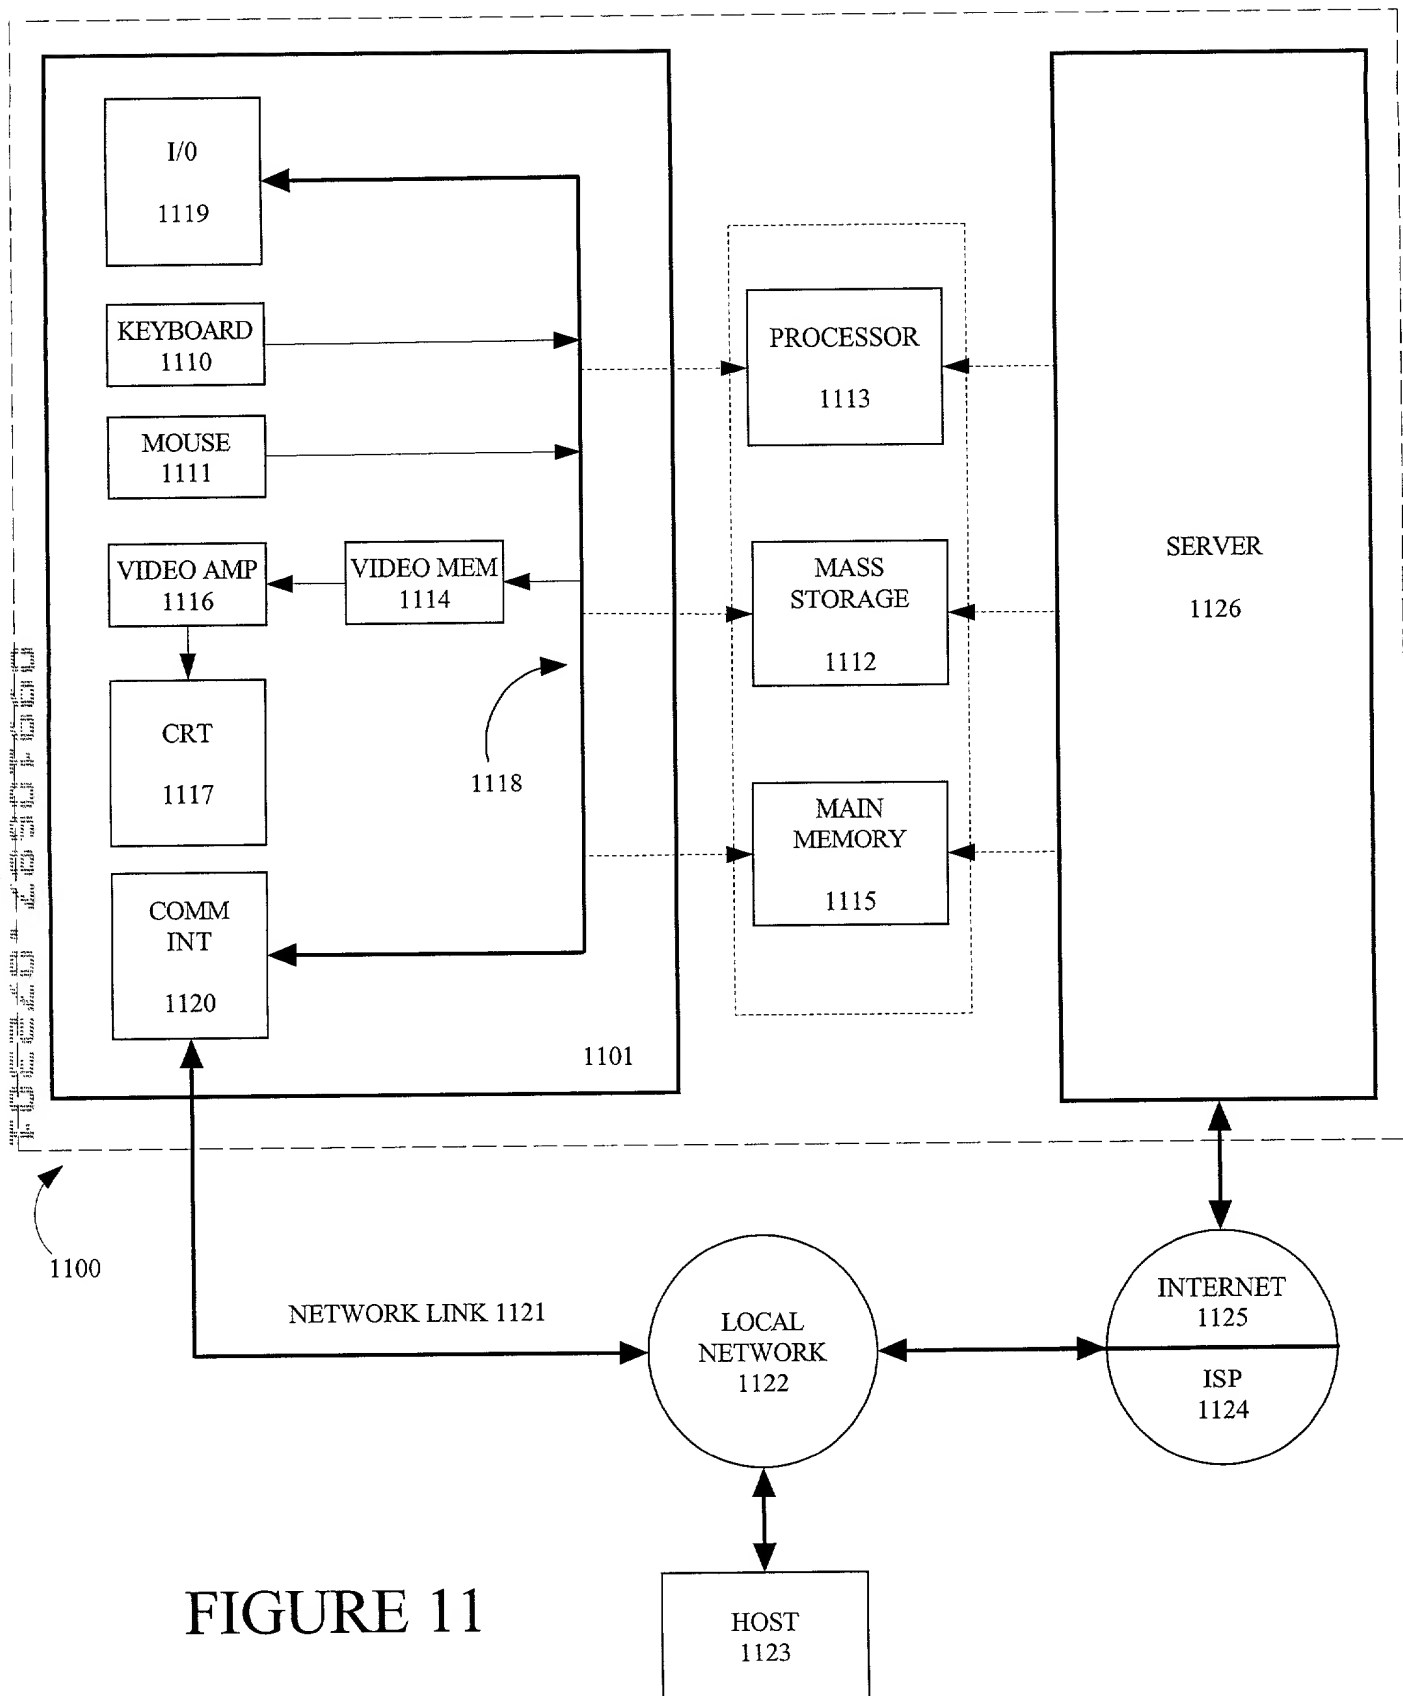 I/0
1119
KEYBOARD
1110
MOUSE
1111
VIDEO AMP
1116
VIDEO MEM
1114
CRT
1117
1118
COMM
INT
1120
1101
PROCESSOR
1113
MASS
STORAGE
1112
MAIN
MEMORY
1115
SERVER
1126
1100
NETWORK LINK 1121
LOCAL
NETWORK
1122
INTERNET
1125
ISP
1124
HOST
1123
FIGURE 11